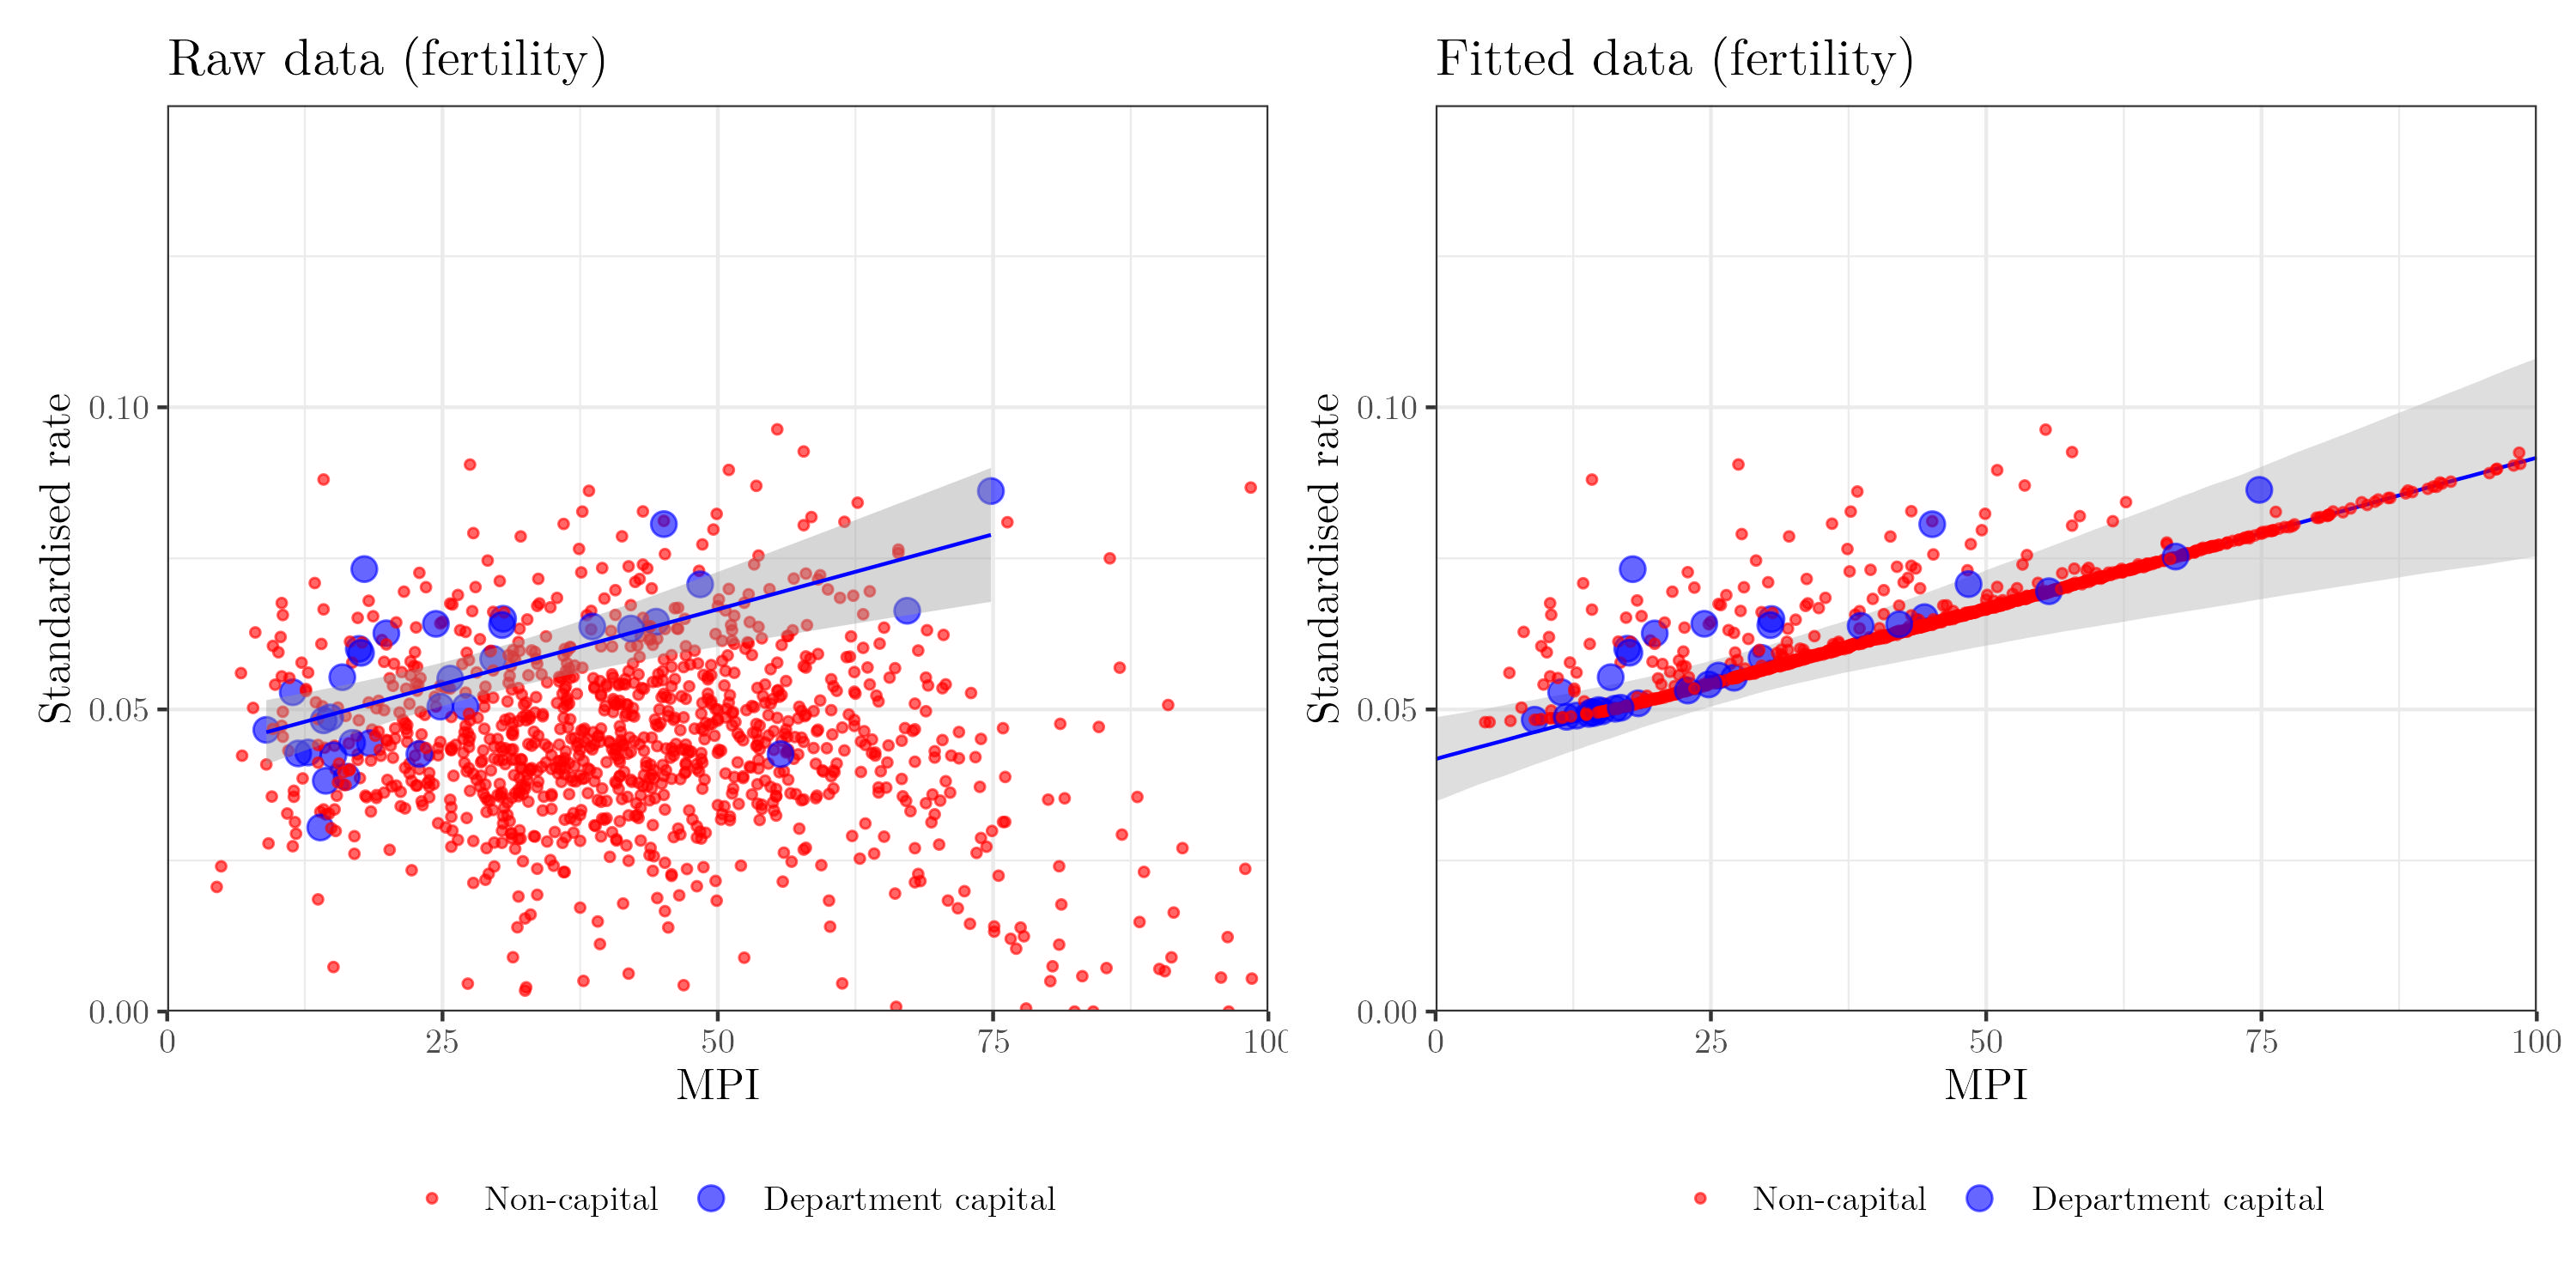 Raw data (fertility)
Standardised rate
0.10
0.05
0.00
0 25 50 75 100
MPI
Non-capital Department capital
Fitted data (fertility)
Standardised rate
0.10
0.05
0.00
0 25 50 75 100
MPI
Non-capital Department capital